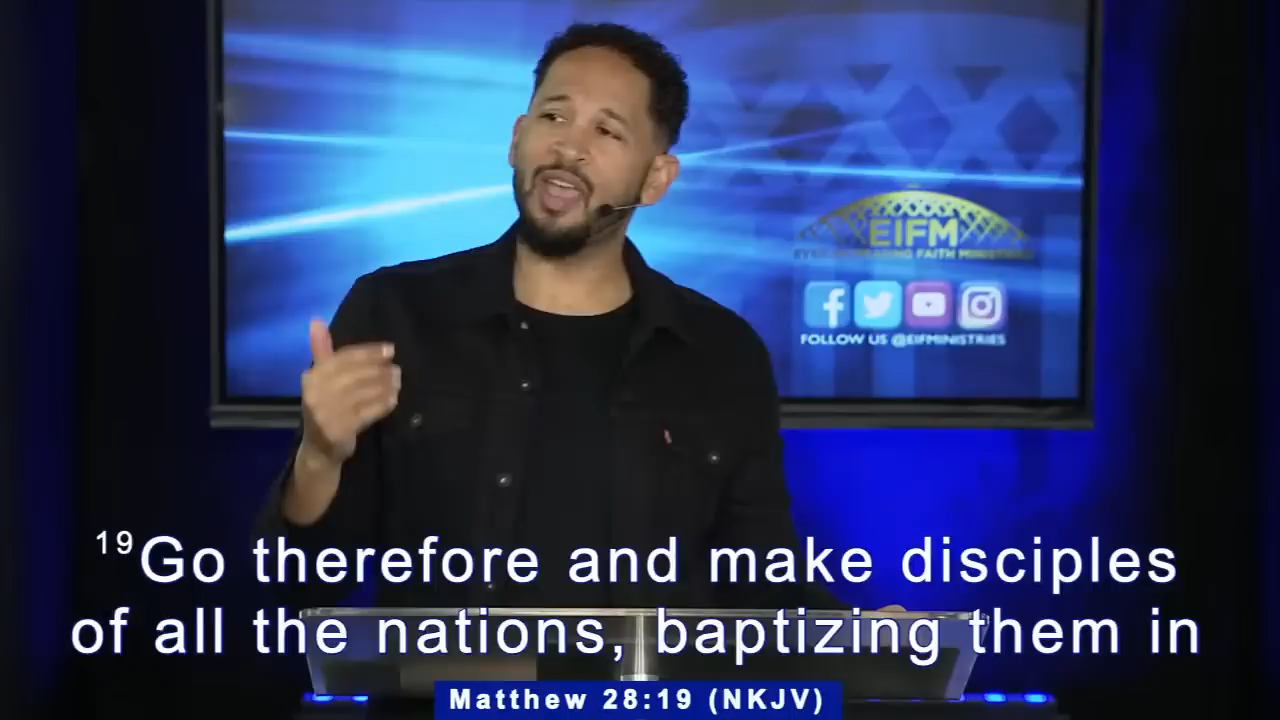 EIFM
FAITH
FOLLOW US @EIFMINISTRIES
¹⁹Go therefore and make disciples
of all the nations, baptizing them in
Matthew 28:19 (NKJV)